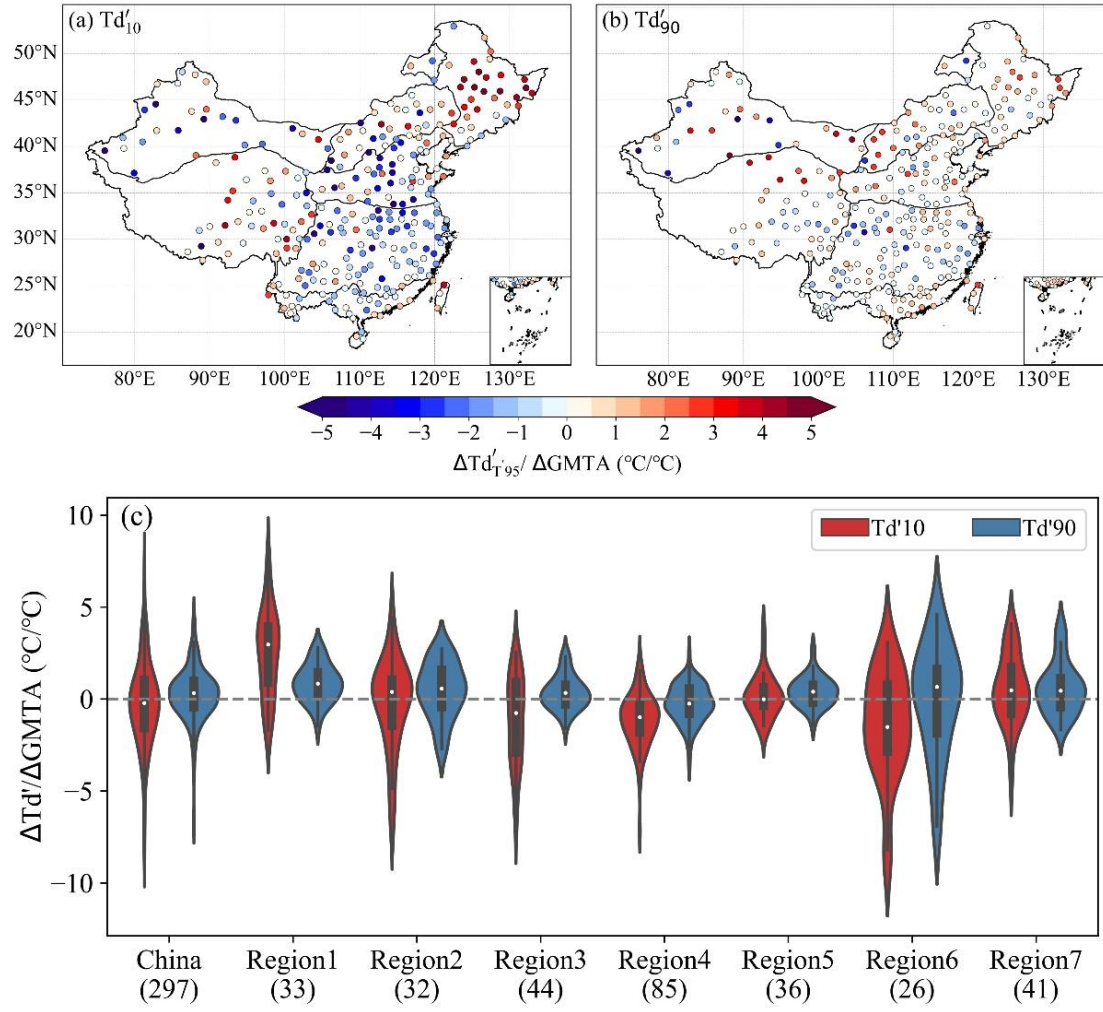 (a) Td′10
(b) Td′90
50°N
45°N
40°N
35°N
30°N
25°N
20°N
80°E 90°E 100°E 110°E 120°E 130°E
80°E 90°E 100°E 110°E 120°E 130°E
−5 −4 −3 −2 −1 0 1 2 3 4 5
ΔTd′T′95/ ΔGMTA (°C/°C)
(c)
Td'10 Td'90
ΔTd'/ΔGMTA (°C/°C)
10
5
0
−5
−10
China Region1 Region2 Region3 Region4 Region5 Region6 Region7
(297) (33) (32) (44) (85) (36) (26) (41)